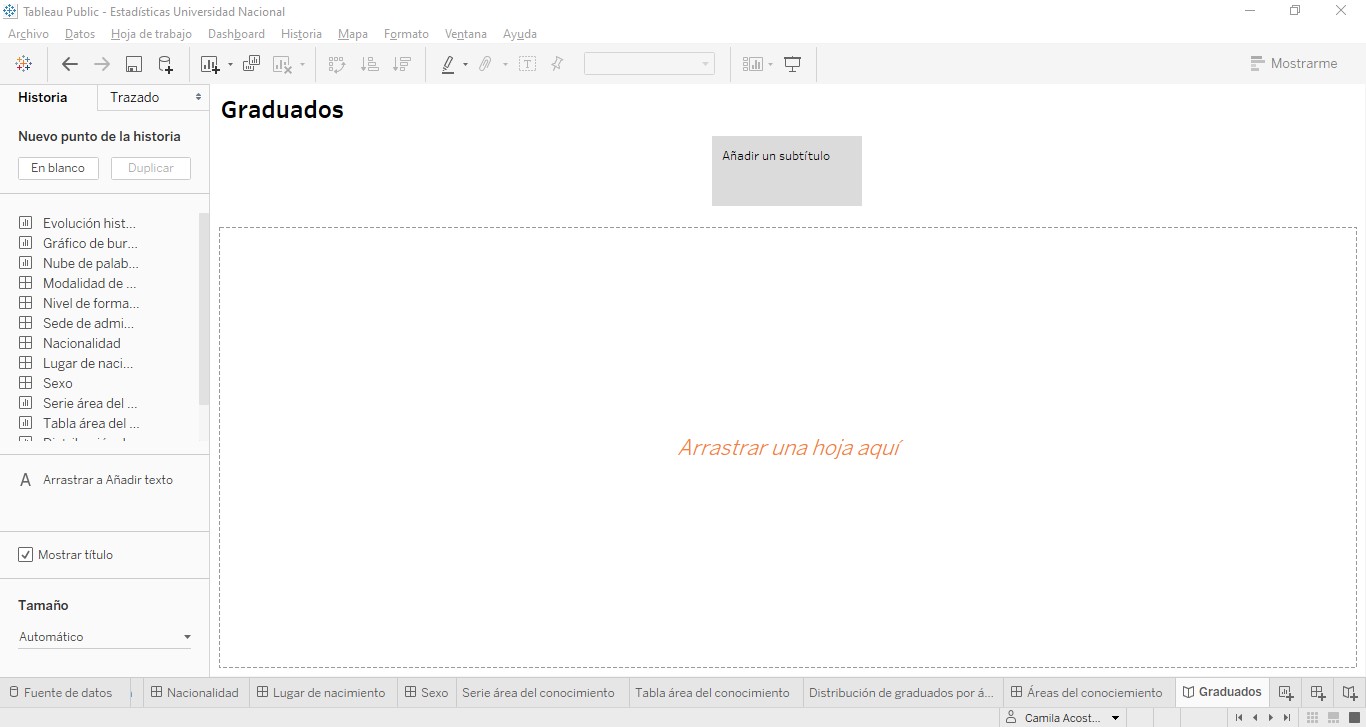 Tableau Public - Estadísticas Universidad Nacional
Archivo Datos Hoja de trabajo Dashboard Historia Mapa Formato Ventana Ayuda
Mostrarme
Historia Trazado
Graduados
Nuevo punto de la historia
En blanco Duplicar
Añadir un subtítulo
Evolución hist...
Gráfico de bur...
Nube de palab...
Modalidad de ...
Nivel de forma...
Sede de admi...
Nacionalidad
Lugar de naci...
Sexo
Serie área del ...
Tabla área del ...
Arrastrar una hoja aquí
A Arrastrar a Añadir texto
Mostrar título
Tamaño
Automático
Fuente de datos Nacionalidad Lugar de nacimiento Sexo Serie área del conocimiento Tabla área del conocimiento Distribución de graduados por á... Áreas del conociemiento Graduados
Camila Acost...